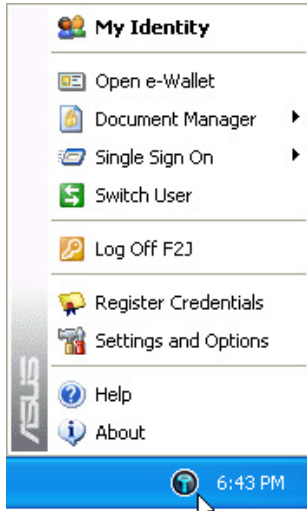 My Identity
Open e-Wallet
Document Manager
Single Sign On
Switch User
Log Off F2J
Register Credentials
Settings and Options
Help
About
ASUS
6:43 PM